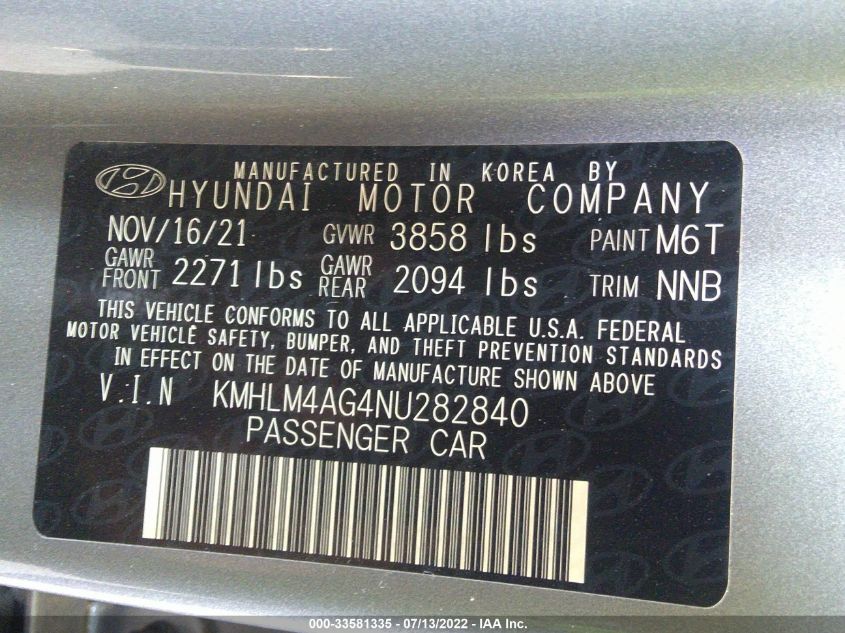 MANUFACTURED IN KOREA BY
HYUNDAI MOTOR COMPANY
NOV/16/21 GVWR 3858 lbs PAINT M6T
GAWR FRONT 2271 lbs GAWR REAR 2094 lbs TRIM NNB
THIS VEHICLE CONFORMS TO ALL APPLICABLE U.S.A. FEDERAL
MOTOR VEHICLE SAFETY, BUMPER, AND THEFT PREVENTION STANDARDS
IN EFFECT ON THE DATE OF MANUFACTURE SHOWN ABOVE
V.I.N KMHLM4AG4NU282840
PASSENGER CAR
000 - 33581335 - 07/13/2022 - IAA Inc.